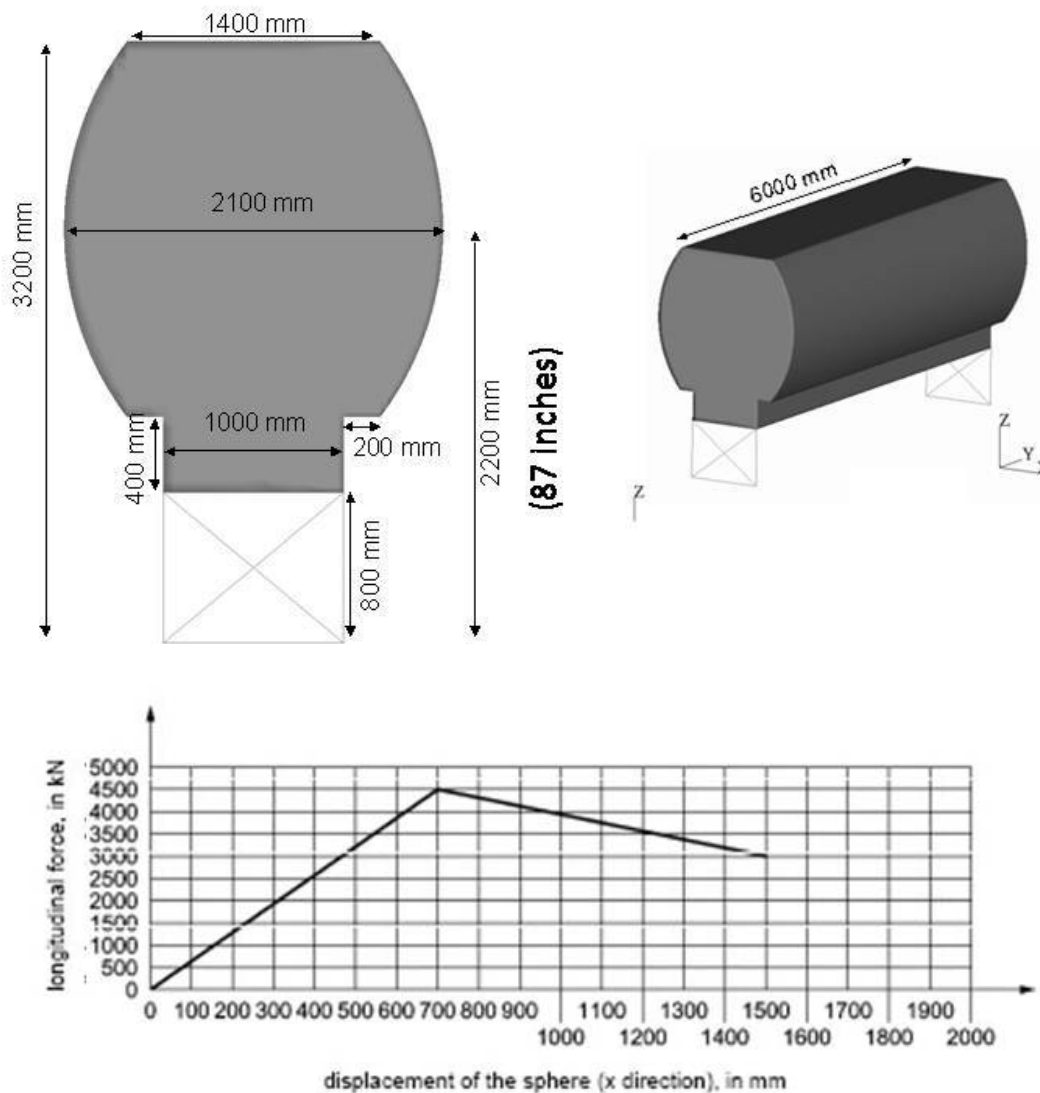 1400 mm
3200 mm
2100 mm
2200 mm
(87 inches)
1000 mm
200 mm
400 mm
800 mm
6000 mm
Z
Z
Y
longitudinal force, in kN
5000
4500
4000
3500
3000
2500
2000
1500
1000
500
0
0 100 200 300 400 500 600 700 800 900 1100 1300 1500 1700 1900
1000 1200 1400 1600 1800 2000
displacement of the sphere (x direction), in mm